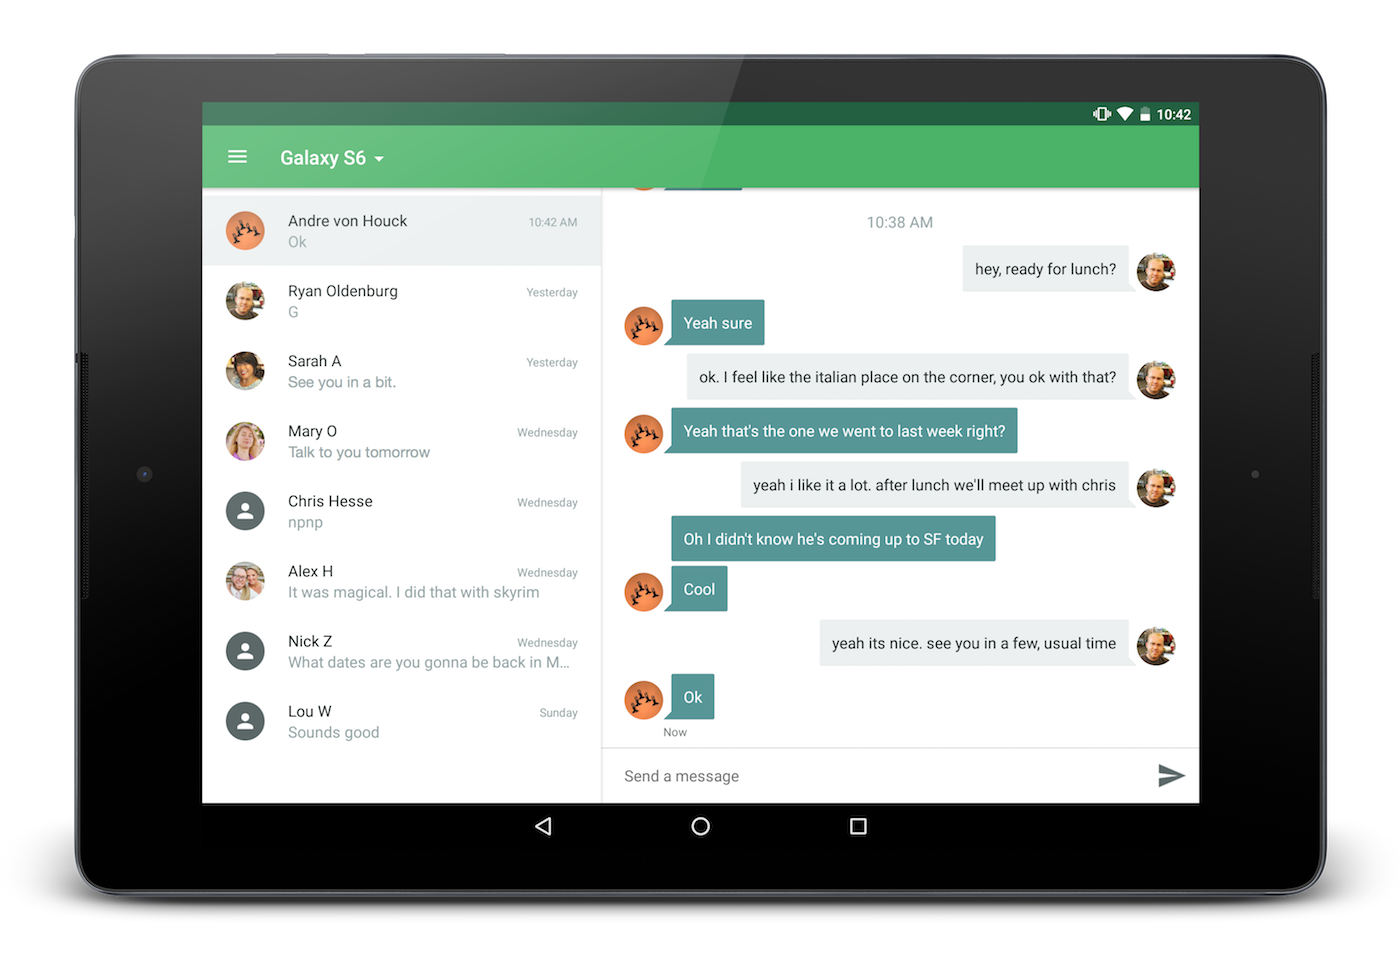 10:42
Galaxy S6
Andre von Houck
10:42 AM
Ok
Ryan Oldenburg
Yesterday
G
Sarah A
Yesterday
See you in a bit.
Mary O
Wednesday
Talk to you tomorrow
Chris Hesse
Wednesday
npnp
Alex H
Wednesday
It was magical. I did that with skyrim
Nick Z
Wednesday
What dates are you gonna be back in M...
Lou W
Sunday
Sounds good
10:38 AM
hey, ready for lunch?
Yeah sure
ok. I feel like the italian place on the corner, you ok with that?
Yeah that's the one we went to last week right?
yeah i like it a lot. after lunch we'll meet up with chris
Oh I didn't know he's coming up to SF today
Cool
yeah its nice. see you in a few, usual time
Ok
Now
Send a message